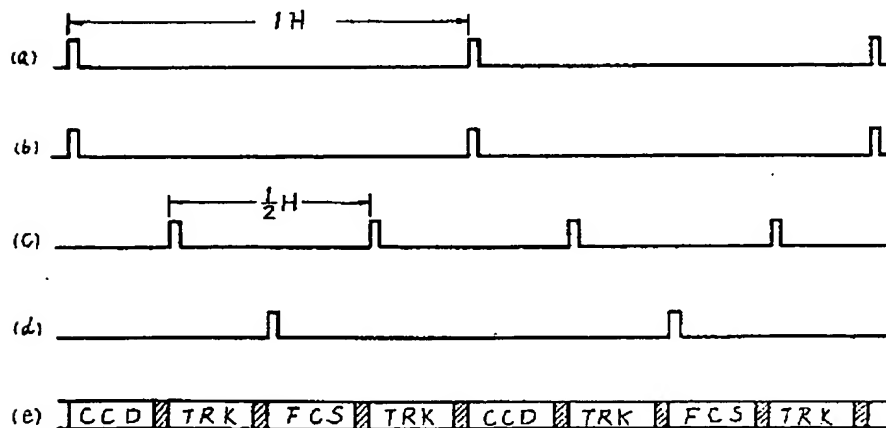 1H
(a)
(b)
½H
(c)
(d)
(e) CCD TRK FCS TRK CCD TRK FCS TRK